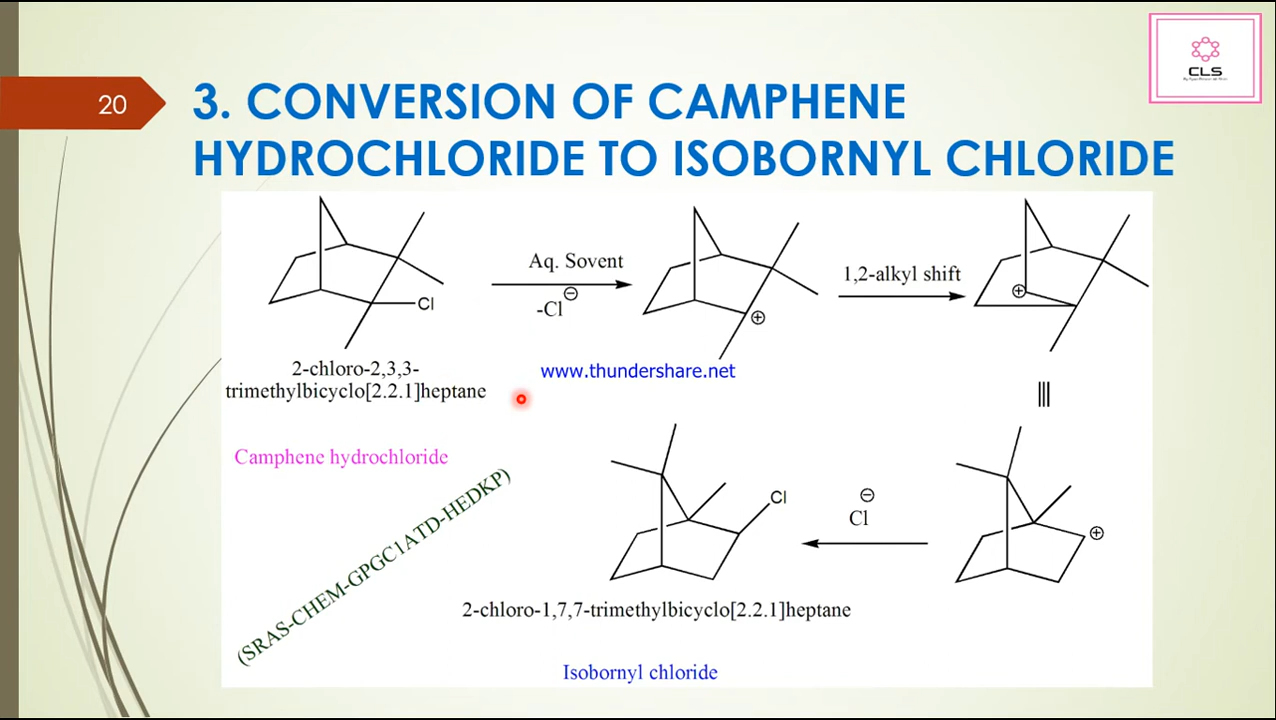 20
CLS
3. CONVERSION OF CAMPHENE
HYDROCHLORIDE TO ISOBORNYL CHLORIDE
Cl
Aq. Sovent
⊖
-Cl
⊕
1,2-alkyl shift
⊕
2-chloro-2,3,3-
trimethylbicyclo[2.2.1]heptane
www.thundershare.net
Camphene hydrochloride
(SRAS-CHEM-GPGC1ATD-HEDKP)
Cl
⊖
Cl
⊕
2-chloro-1,7,7-trimethylbicyclo[2.2.1]heptane
Isobornyl chloride